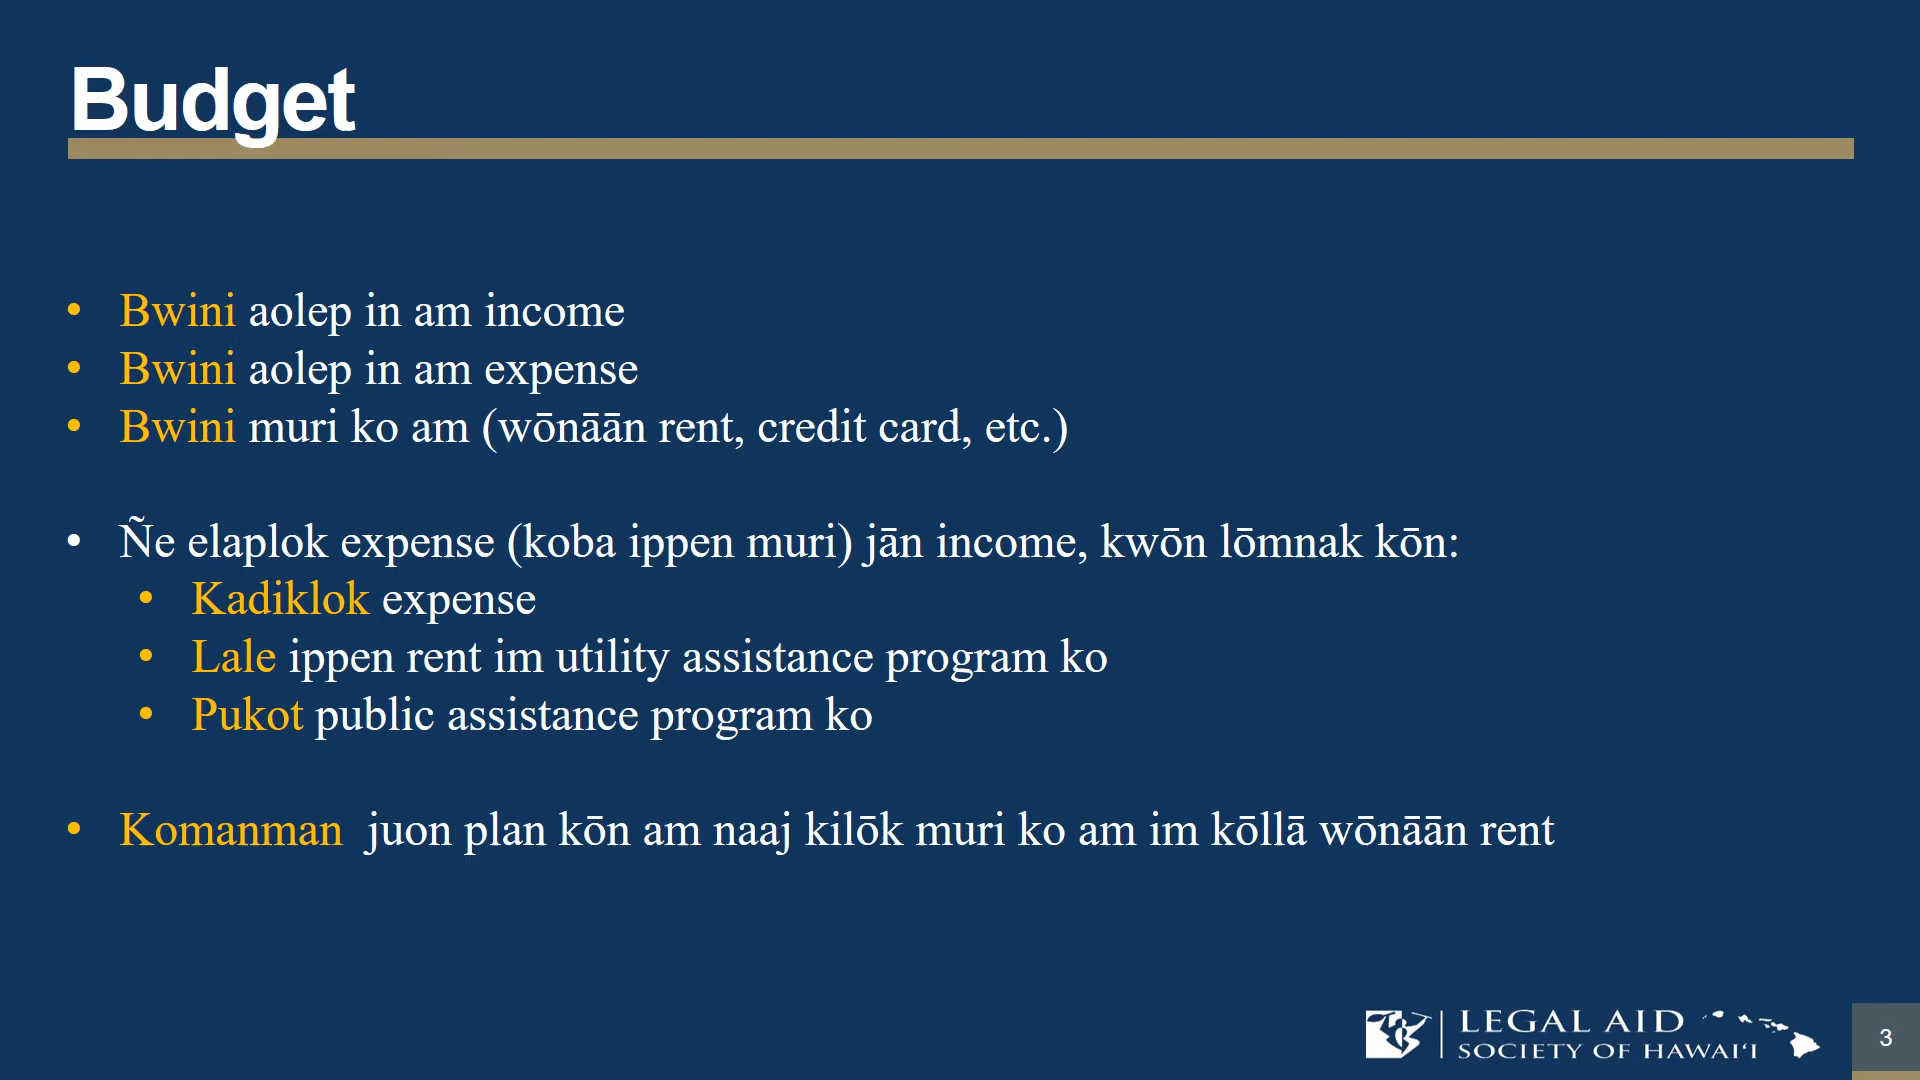 Budget
• Bwini aolep in am income
• Bwini aolep in am expense
• Bwini muri ko am (wōnāān rent, credit card, etc.)
• Ñe elaplok expense (koba ippen muri) jān income, kwōn lōmnak kōn:
• Kadiklok expense
• Lale ippen rent im utility assistance program ko
• Pukot public assistance program ko
• Komanman juon plan kōn am naaj kilōk muri ko am im kōllā wōnāān rent
LEGAL AID
SOCIETY OF HAWAIʻI
3